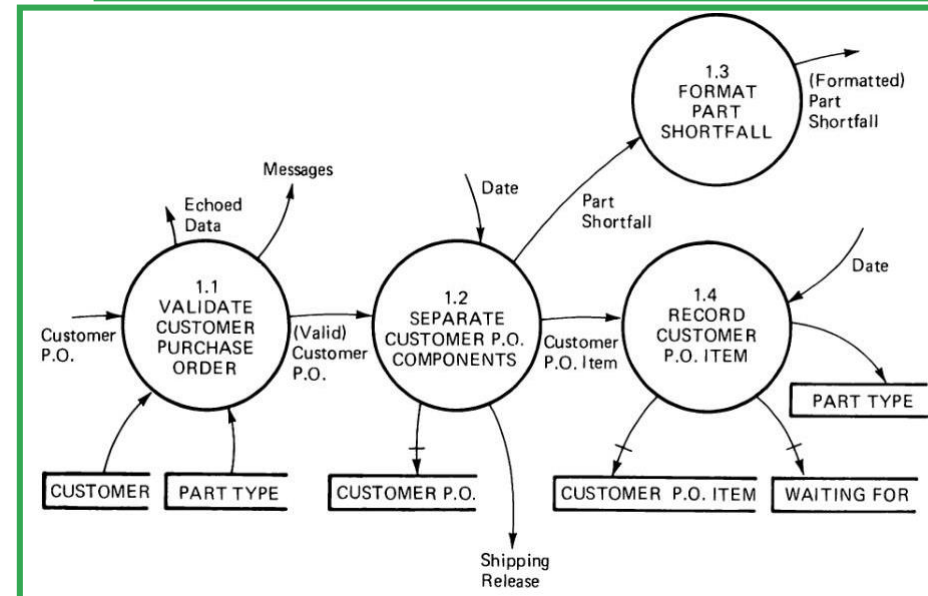 1.3
FORMAT
PART
SHORTFALL
(Formatted)
Part
Shortfall
Messages
Echoed
Data
Date
Part
Shortfall
Date
1.1
VALIDATE
CUSTOMER
PURCHASE
ORDER
Customer
P.O.
(Valid)
Customer
P.O.
1.2
SEPARATE
CUSTOMER P.O.
COMPONENTS
Customer
P.O. Item
1.4
RECORD
CUSTOMER
P.O. ITEM
PART TYPE
CUSTOMER
PART TYPE
CUSTOMER P.O.
CUSTOMER P.O. ITEM
WAITING FOR
Shipping
Release